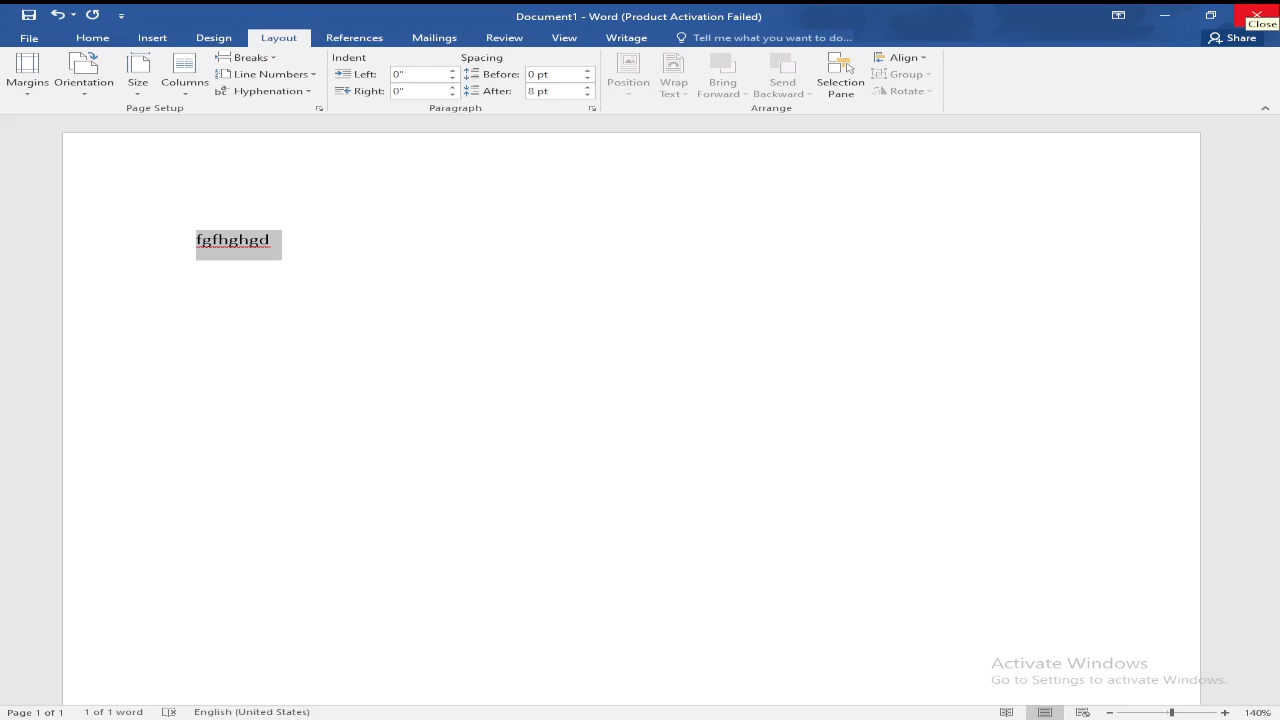 Document1 - Word (Product Activation Failed)
Close
File Home Insert Design Layout References Mailings Review View Writage Tell me what you want to do... Share
Margins Orientation Size Columns
Breaks
Line Numbers
Hyphenation
Page Setup
Indent Spacing
Left: 0" Before: 0 pt
Right: 0" After: 8 pt
Paragraph
Position Wrap Text Bring Forward Send Backward Selection Pane
Align
Group
Rotate
Arrange
fgfhghgd
Activate Windows
Go to Settings to activate Windows.
Page 1 of 1 1 of 1 word English (United States) 140%